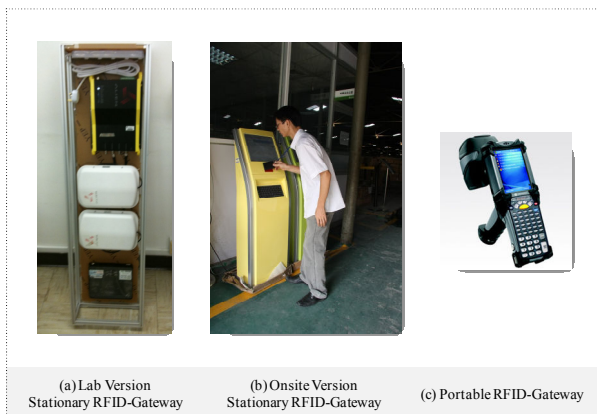 (a) Lab Version
Stationary RFID-Gateway
(b) Onsite Version
Stationary RFID-Gateway
(c) Portable RFID-Gateway